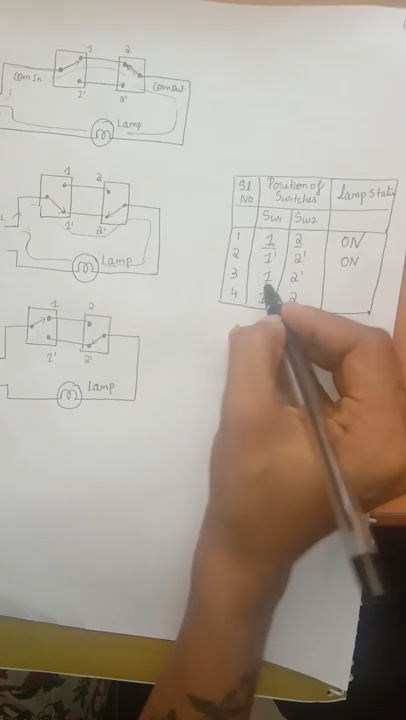 1 2
Com In Com Out
1' 2'
Lamp
1
2
2'
Lamp
1 2
1' 2'
Lamp
Sl NO Position of Switches Lamp Status
SW1 SW2
1 1 2 ON
2 1' 2' ON
3 1 2'
4 2